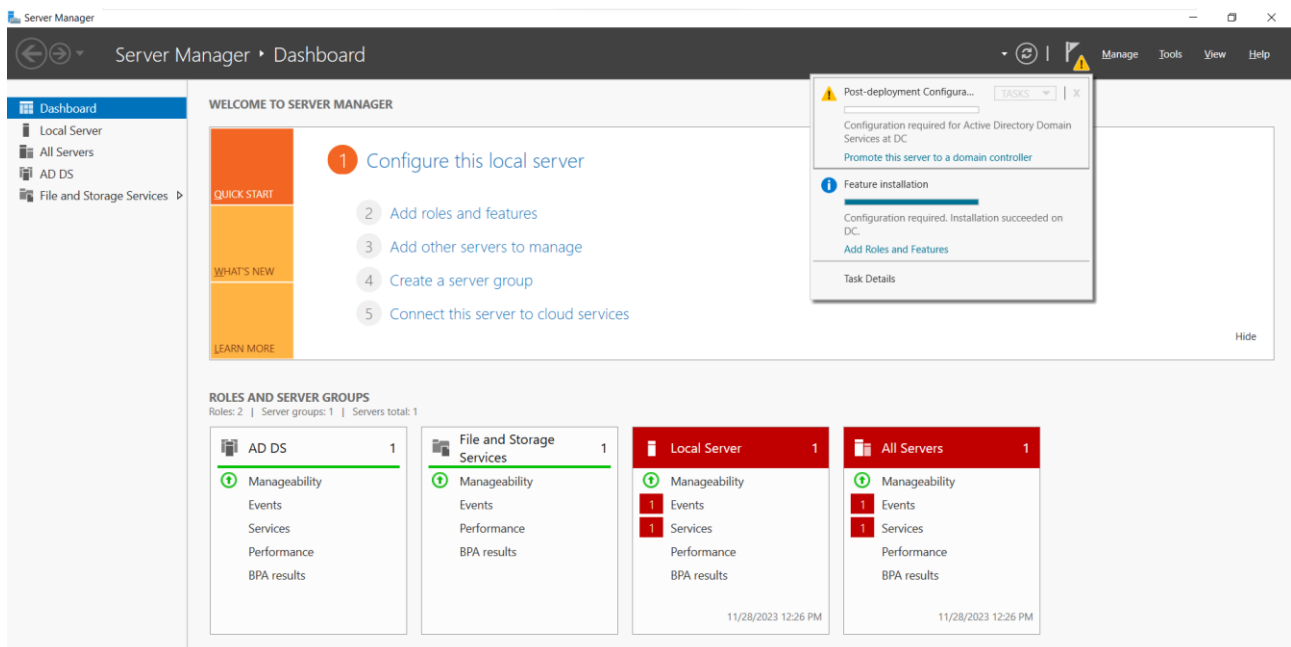 Server Manager
Server Manager • Dashboard
Manage Tools View Help
Dashboard
Local Server
All Servers
AD DS
File and Storage Services
WELCOME TO SERVER MANAGER
QUICK START
WHAT'S NEW
LEARN MORE
1 Configure this local server
2 Add roles and features
3 Add other servers to manage
4 Create a server group
5 Connect this server to cloud services
Hide
Post-deployment Configura... TASKS X
Configuration required for Active Directory Domain
Services at DC
Promote this server to a domain controller
Feature installation
Configuration required. Installation succeeded on
DC.
Add Roles and Features
Task Details
ROLES AND SERVER GROUPS
Roles: 2 | Server groups: 1 | Servers total: 1
AD DS 1
Manageability
Events
Services
Performance
BPA results
File and Storage
Services 1
Manageability
Events
Performance
BPA results
Local Server 1
Manageability
1 Events
1 Services
Performance
BPA results
11/28/2023 12:26 PM
All Servers 1
Manageability
1 Events
1 Services
Performance
BPA results
11/28/2023 12:26 PM